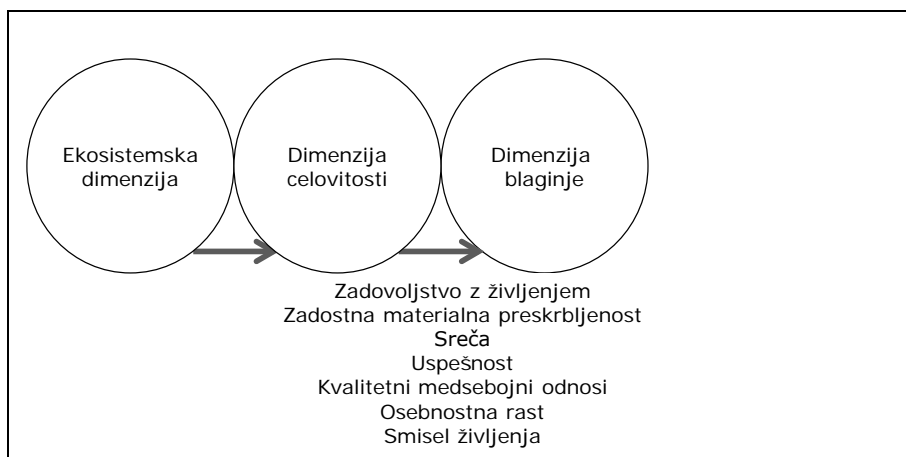 Ekosistemska
dimenzija
Dimenzija
celovitosti
Dimenzija
blaginje
Zadovoljstvo z življenjem
Zadostna materialna preskrbljenost
Sreča
Uspešnost
Kvalitetni medsebojni odnosi
Osebnostna rast
Smisel življenja